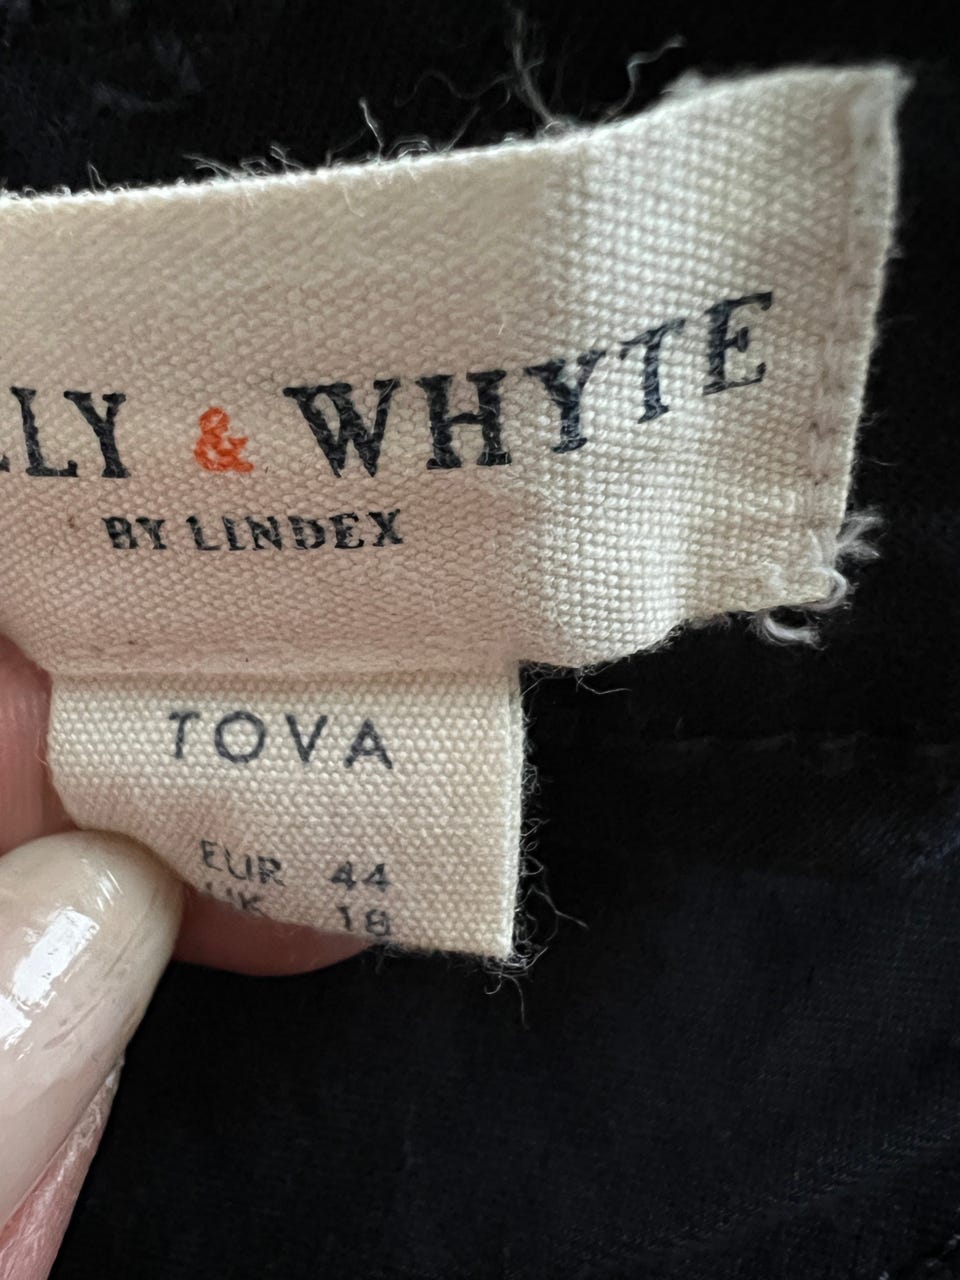 LLY & WHYTE
BY LINDEX
TOVA
EUR 44
UK 18